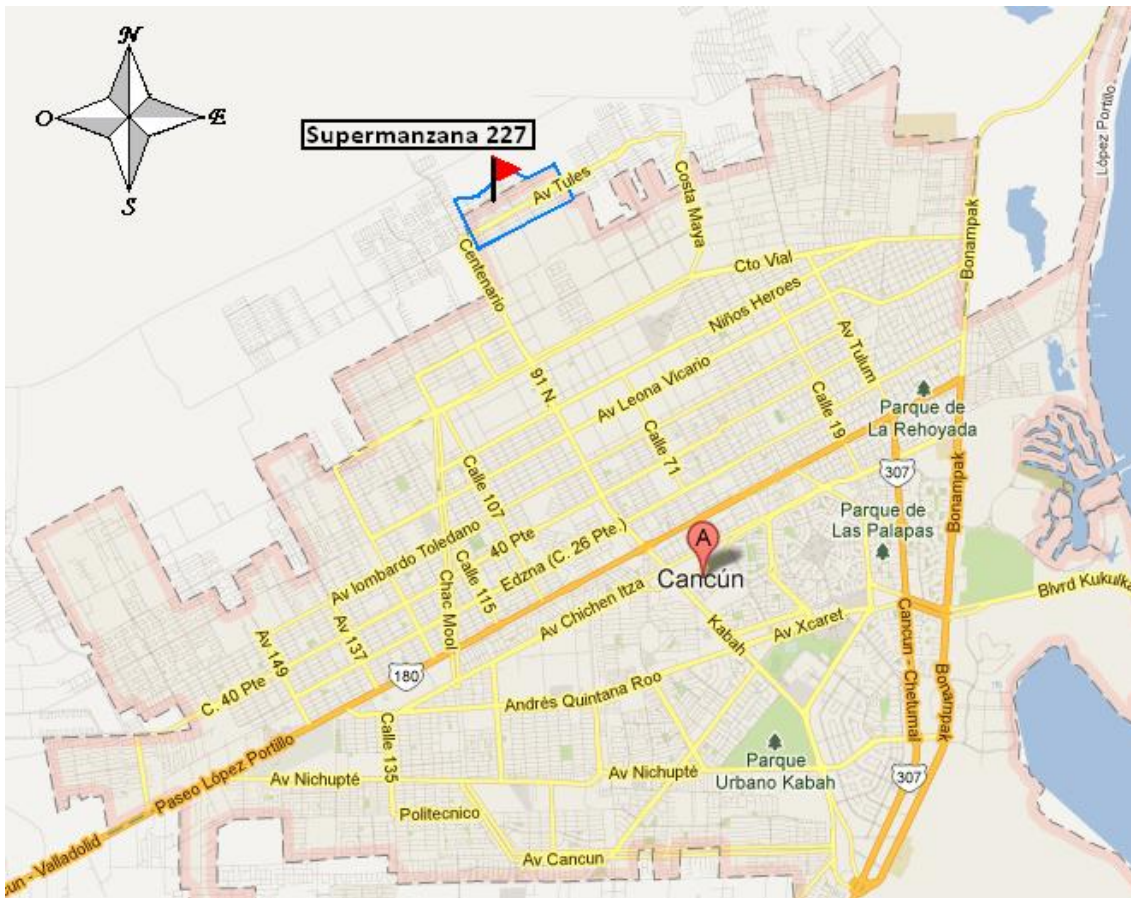 N
O
E
S
Supermanzana 227
Av Tules
Costa Maya
López Portillo
Centenario
Cto Vial
Bonampak
Niños Heroes
Av Tulum
Av Leona Vicario
91 N.
Calle 19
Calle 71
Parque de
La Rehoyada
307
Bonampak
Calle 107
Parque de
Las Palapas
Av lombardo Toledano
40 Pte
Edzna (C. 26 Pte.)
Calle 115
Chac Mool
A
Cancún
Av Chichen Itza
Blvrd Kukulka
Kabah
Av Xcaret
Cancun - Chetumal
Av 149
Av 137
180
C. 40 Pte
Andrés Quintana Roo
Bonampak
Calle 135
Paseo López Portillo
Av Nichupté
Av Nichupté
Parque
Urbano Kabah
307
Politecnico
Av Cancun
cun - Valladolid